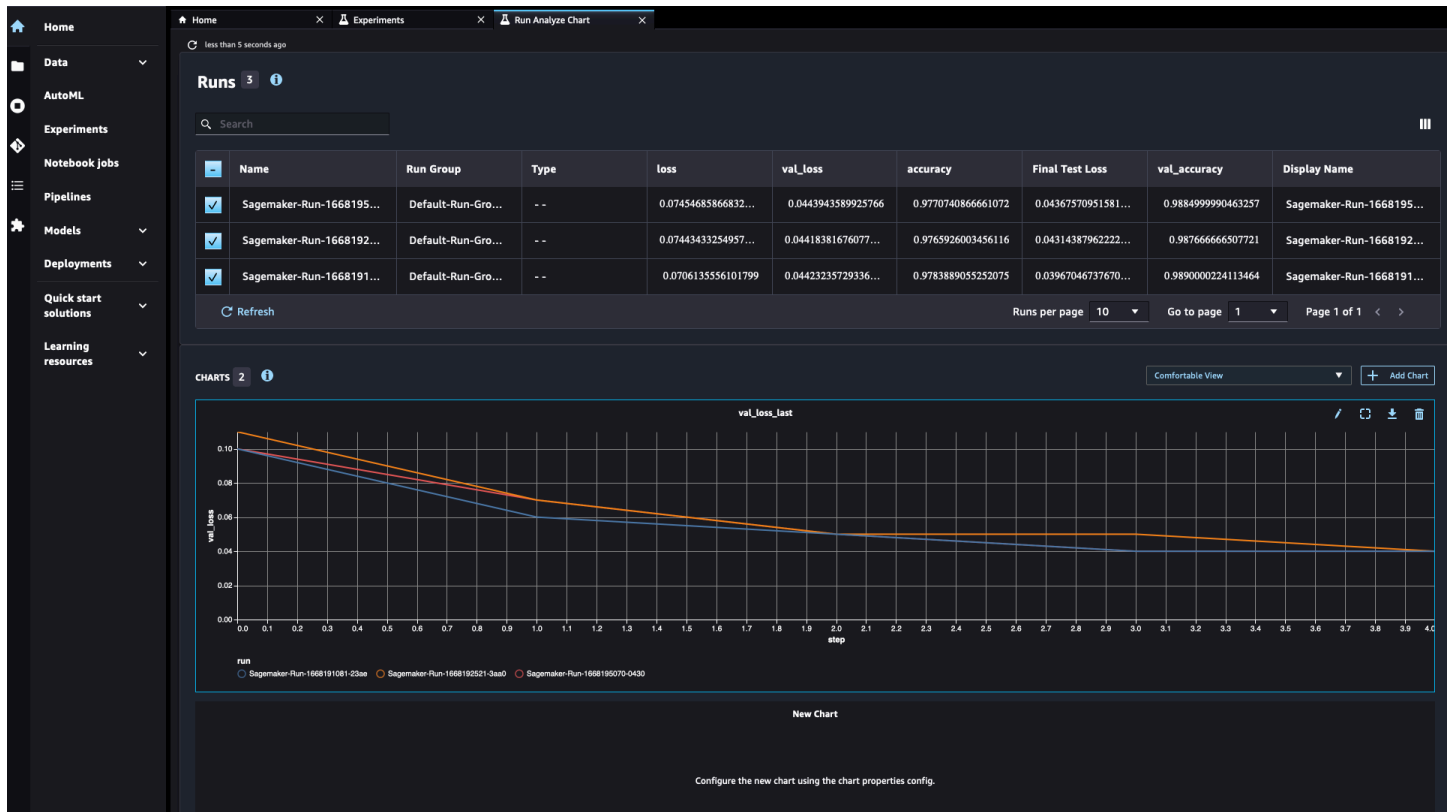 Home
Data
AutoML
Experiments
Notebook jobs
Pipelines
Models
Deployments
Quick start
solutions
Learning
resources
Home Experiments Run Analyze Chart
less than 5 seconds ago
Runs 3
Search
Name Run Group Type loss val_loss accuracy Final Test Loss val_accuracy Display Name
Sagemaker-Run-1668195... Default-Run-Gro... -- 0.07454685866832... 0.0443943589925766 0.9770740866661072 0.04367570951581... 0.9884999990463257 Sagemaker-Run-1668195...
Sagemaker-Run-1668192... Default-Run-Gro... -- 0.07443433254957... 0.04418381676077... 0.9765926003456116 0.04314387962222... 0.987666666507721 Sagemaker-Run-1668192...
Sagemaker-Run-1668191... Default-Run-Gro... -- 0.0706135556101799 0.04423235729336... 0.9783889055252075 0.03967046737670... 0.9890000224113464 Sagemaker-Run-1668191...
Refresh Runs per page 10 Go to page 1 Page 1 of 1
CHARTS 2 Comfortable View + Add Chart
val_loss_last
0.10
0.08
0.06
0.04
0.02
0.00
val_loss
0.0 0.1 0.2 0.3 0.4 0.5 0.6 0.7 0.8 0.9 1.0 1.1 1.2 1.3 1.4 1.5 1.6 1.7 1.8 1.9 2.0 2.1 2.2 2.3 2.4 2.5 2.6 2.7 2.8 2.9 3.0 3.1 3.2 3.3 3.4 3.5 3.6 3.7 3.8 3.9 4.0
step
run
Sagemaker-Run-1668191081-23ae Sagemaker-Run-1668192521-3aa0 Sagemaker-Run-1668195070-0430
New Chart
Configure the new chart using the chart properties config.